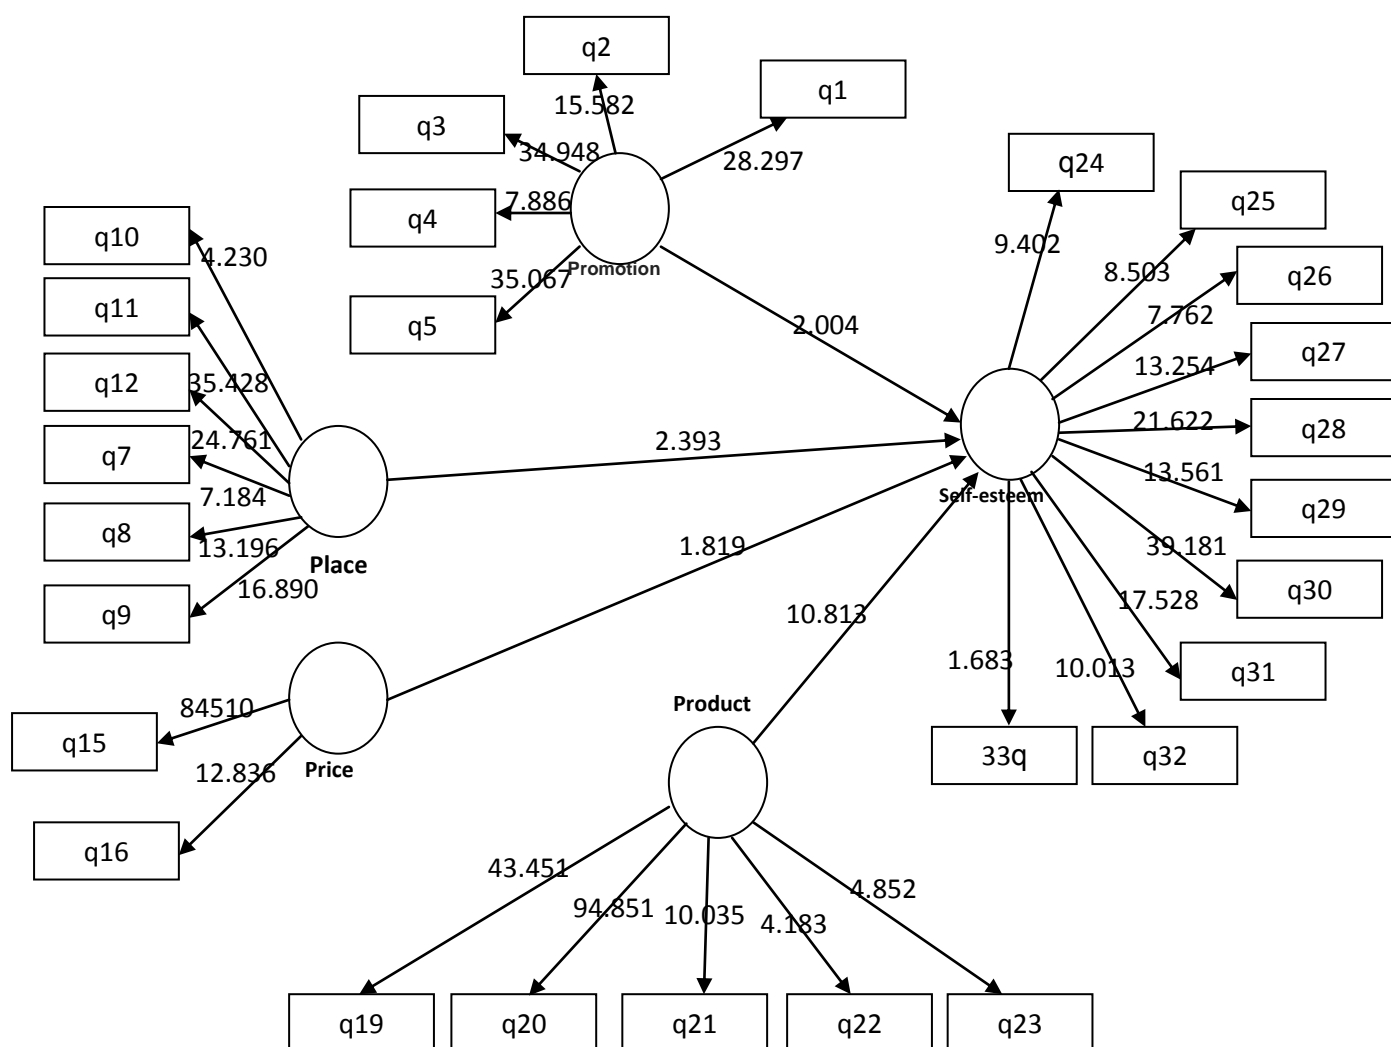 q2
q1
15.582
q3
34.948
28.297
q24
q25
q4
7.886
q10
4.230
9.402
8.503
q26
35.067
Promotion
q11
q5
2.004
7.762
q27
13.254
q12
35.428
q28
21.622
24.761
2.393
q7
13.561
7.184
Self-esteem
q29
q8
13.196
39.181
Place
1.819
q30
16.890
17.528
q9
10.813
1.683
10.013
q31
84510
Product
q15
33q
q32
12.836
Price
q16
43.451
94.851
10.035
4.183
4.852
q19
q20
q21
q22
q23